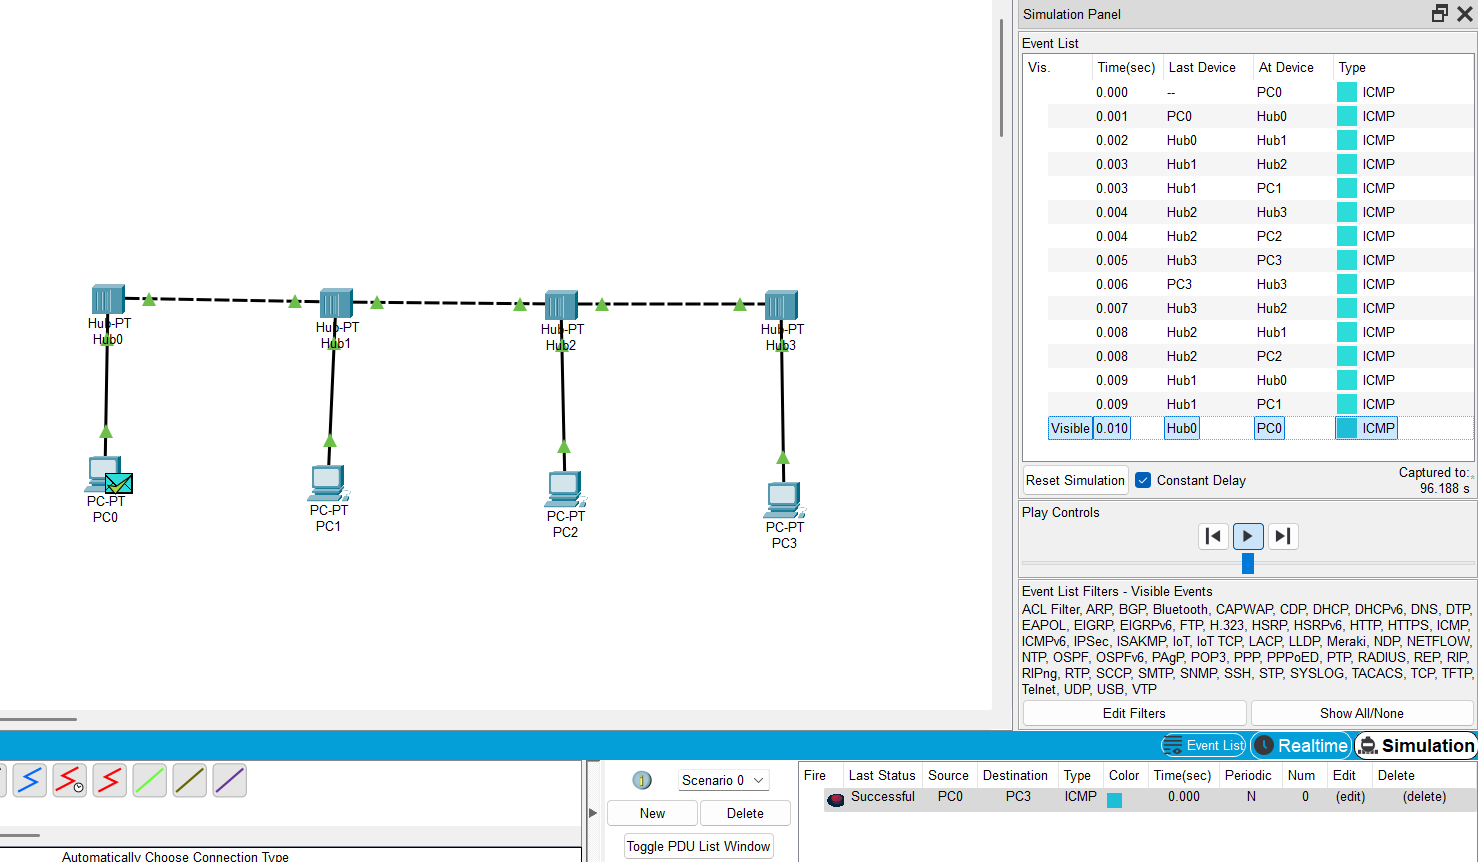 Simulation Panel
Event List
Vis. Time(sec) Last Device At Device Type
0.000 -- PC0 ICMP
0.001 PC0 Hub0 ICMP
0.002 Hub0 Hub1 ICMP
0.003 Hub1 Hub2 ICMP
0.003 Hub1 PC1 ICMP
0.004 Hub2 Hub3 ICMP
0.004 Hub2 PC2 ICMP
0.005 Hub3 PC3 ICMP
0.006 PC3 Hub3 ICMP
0.007 Hub3 Hub2 ICMP
0.008 Hub2 Hub1 ICMP
0.008 Hub2 PC2 ICMP
0.009 Hub1 Hub0 ICMP
0.009 Hub1 PC1 ICMP
Visible 0.010 Hub0 PC0 ICMP
Hub-PT
Hub0
Hub-PT
Hub1
Hub-PT
Hub2
Hub-PT
Hub3
PC-PT
PC0
PC-PT
PC1
PC-PT
PC2
PC-PT
PC3
Reset Simulation Constant Delay Captured to:
96.188 s
Play Controls
Event List Filters - Visible Events
ACL Filter, ARP, BGP, Bluetooth, CAPWAP, CDP, DHCP, DHCPv6, DNS, DTP,
EAPOL, EIGRP, EIGRPv6, FTP, H.323, HSRP, HSRPv6, HTTP, HTTPS, ICMP,
ICMPv6, IPSec, ISAKMP, IoT, IoT TCP, LACP, LLDP, Meraki, NDP, NETFLOW,
NTP, OSPF, OSPFv6, PAgP, POP3, PPP, PPPoED, PTP, RADIUS, REP, RIP,
RIPng, RTP, SCCP, SMTP, SNMP, SSH, STP, SYSLOG, TACACS, TCP, TFTP,
Telnet, UDP, USB, VTP
Edit Filters Show All/None
Event List Realtime Simulation
Scenario 0
New Delete
Toggle PDU List Window
Fire Last Status Source Destination Type Color Time(sec) Periodic Num Edit Delete
Successful PC0 PC3 ICMP 0.000 N 0 (edit) (delete)
Automatically Choose Connection Type